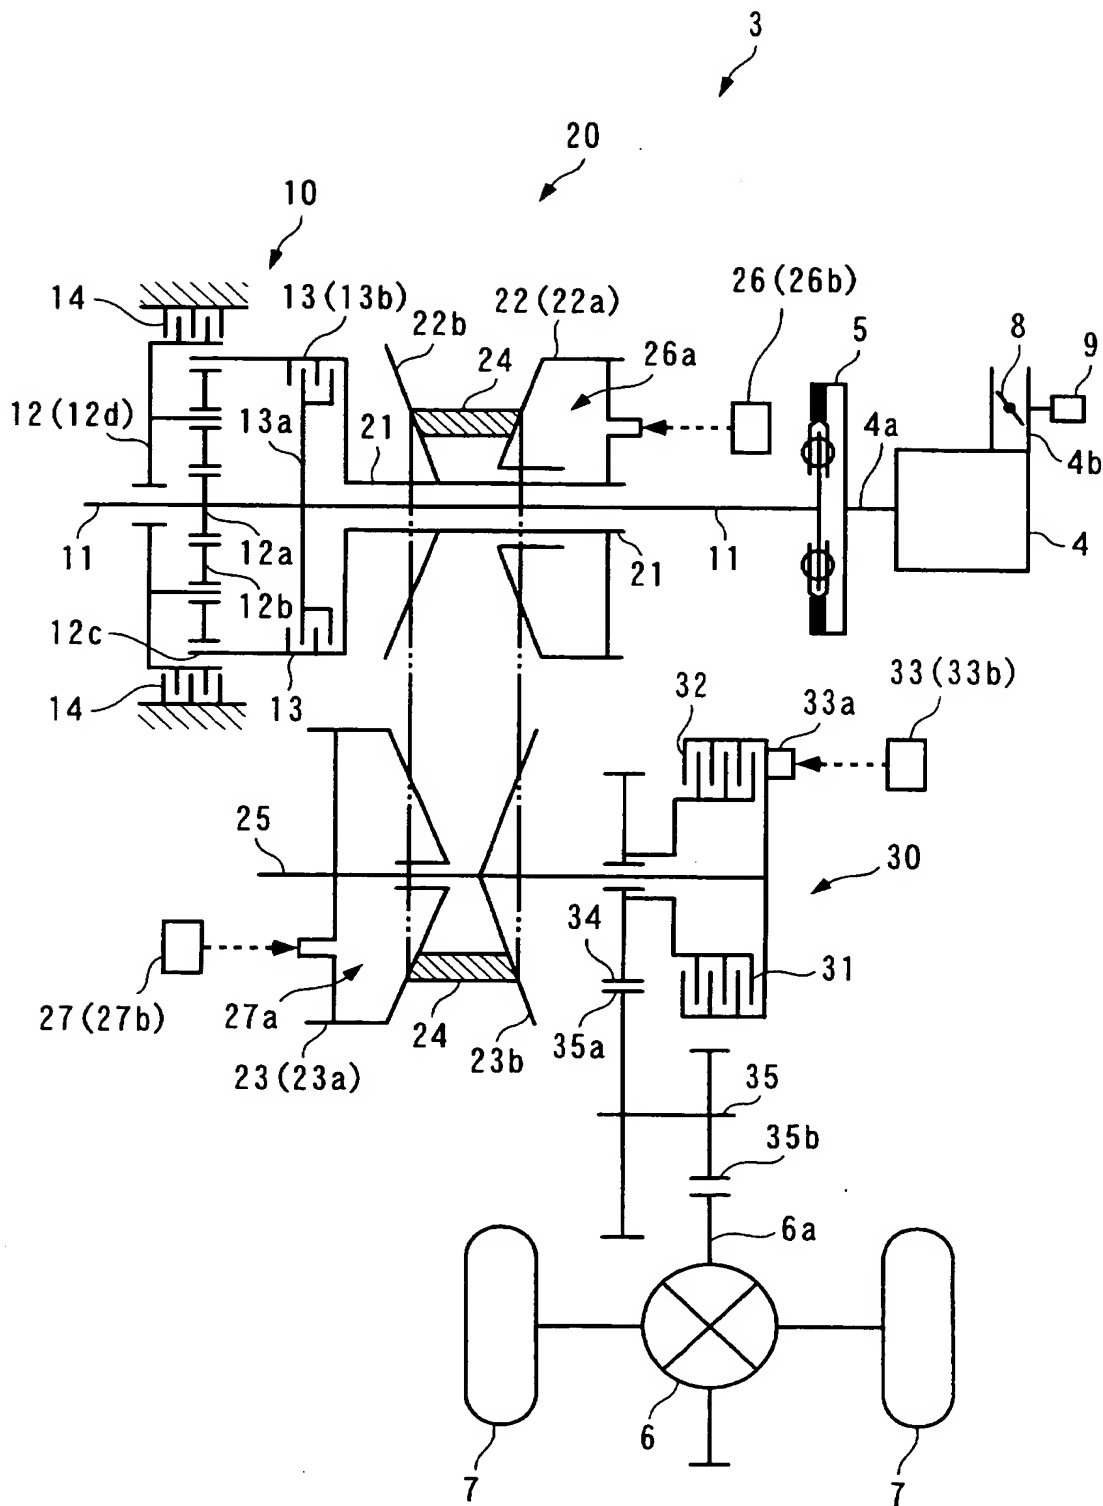 3
20
10
14
13 (13b)
22b
22 (22a)
26 (26b)
5
8
9
12 (12d)
13a
21
24
26a
4a
4b
11
12a
12b
12c
11
21
4
14
13
32
33a
33 (33b)
25
30
34
31
27 (27b)
27a
24
23b
35a
23 (23a)
35
35b
6a
6
7
7